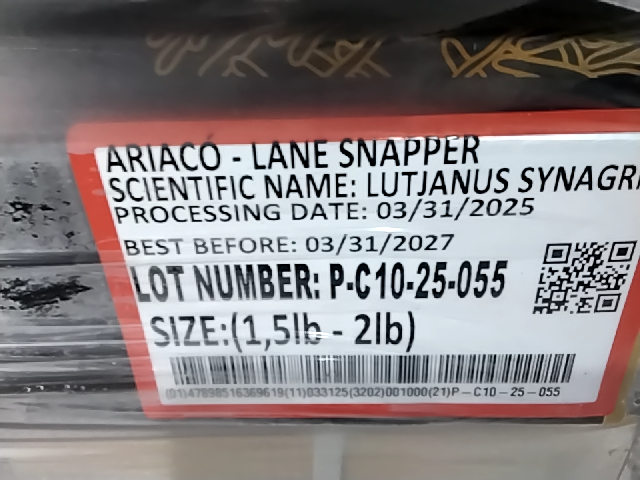 ARIACÓ - LANE SNAPPER
SCIENTIFIC NAME: LUTJANUS SYNAGRI
PROCESSING DATE: 03/31/2025
BEST BEFORE: 03/31/2027
LOT NUMBER: P-C10-25-055
SIZE:(1,5lb - 2lb)
(01)47898516369619(11)033125(3202)001000(21)P-C10-25-055